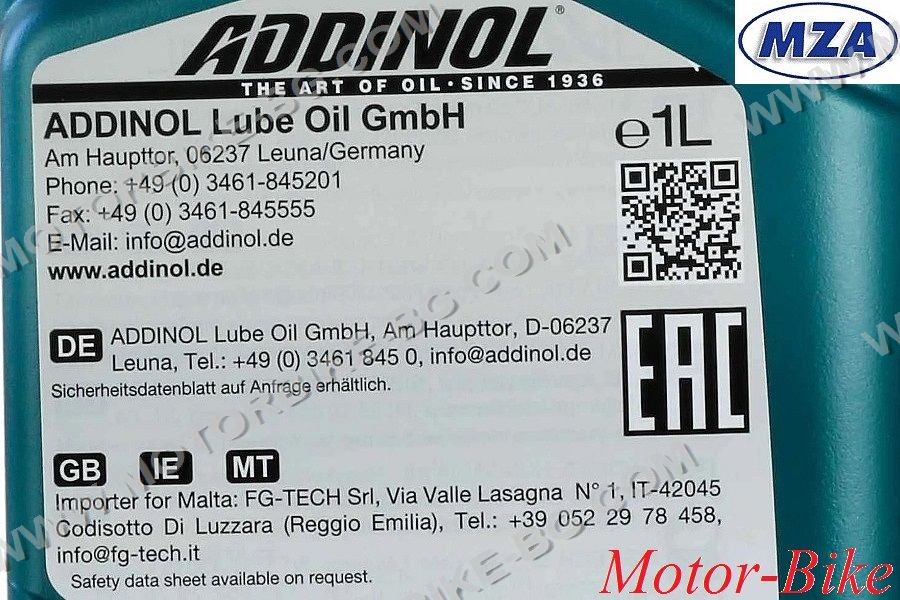 ADDINOL®
MZA
THE ART OF OIL · SINCE 1936
ADDINOL Lube Oil GmbH
Am Haupttor, 06237 Leuna/Germany
Phone: +49 (0) 3461-845201
Fax: +49 (0) 3461-845555
E-Mail: info@addinol.de
www.addinol.de
e1L
DE ADDINOL Lube Oil GmbH, Am Haupttor, D-06237
Leuna, Tel.: +49 (0) 3461 845 0, info@addinol.de
Sicherheitsdatenblatt auf Anfrage erhältlich.
EAC
GB IE MT
Importer for Malta: FG-TECH Srl, Via Valle Lasagna N° 1, IT-42045
Codisotto Di Luzzara (Reggio Emilia), Tel.: +39 052 29 78 458,
info@fg-tech.it
Safety data sheet available on request.
Motor-Bike
WWW.MOTORBIKE-BG.COM